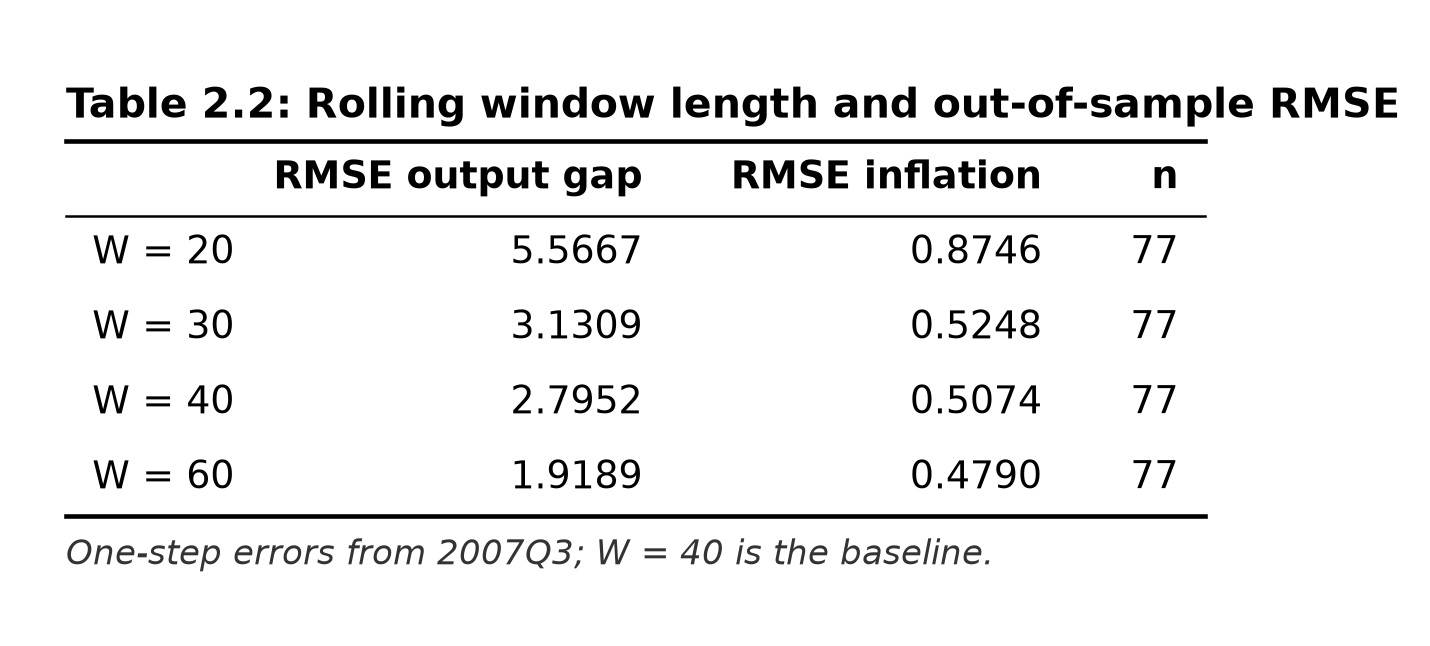 Table 2.2: Rolling window length and out-of-sample RMSE
RMSE output gap RMSE inflation n
W = 20 5.5667 0.8746 77
W = 30 3.1309 0.5248 77
W = 40 2.7952 0.5074 77
W = 60 1.9189 0.4790 77
One-step errors from 2007Q3; W = 40 is the baseline.